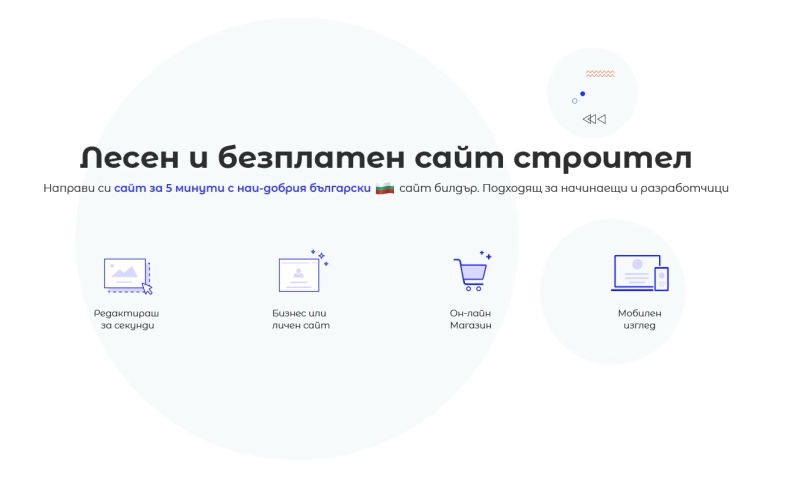 Лесен и безплатен сайт строител
Направи си сайт за 5 минути с наи-добрия български сайт билдър. Подходящ за начинаещи и разработчици
Редактираш
за секунди
Бизнес или
личен сайт
Он-лайн
Магазин
Мобилен
изглед